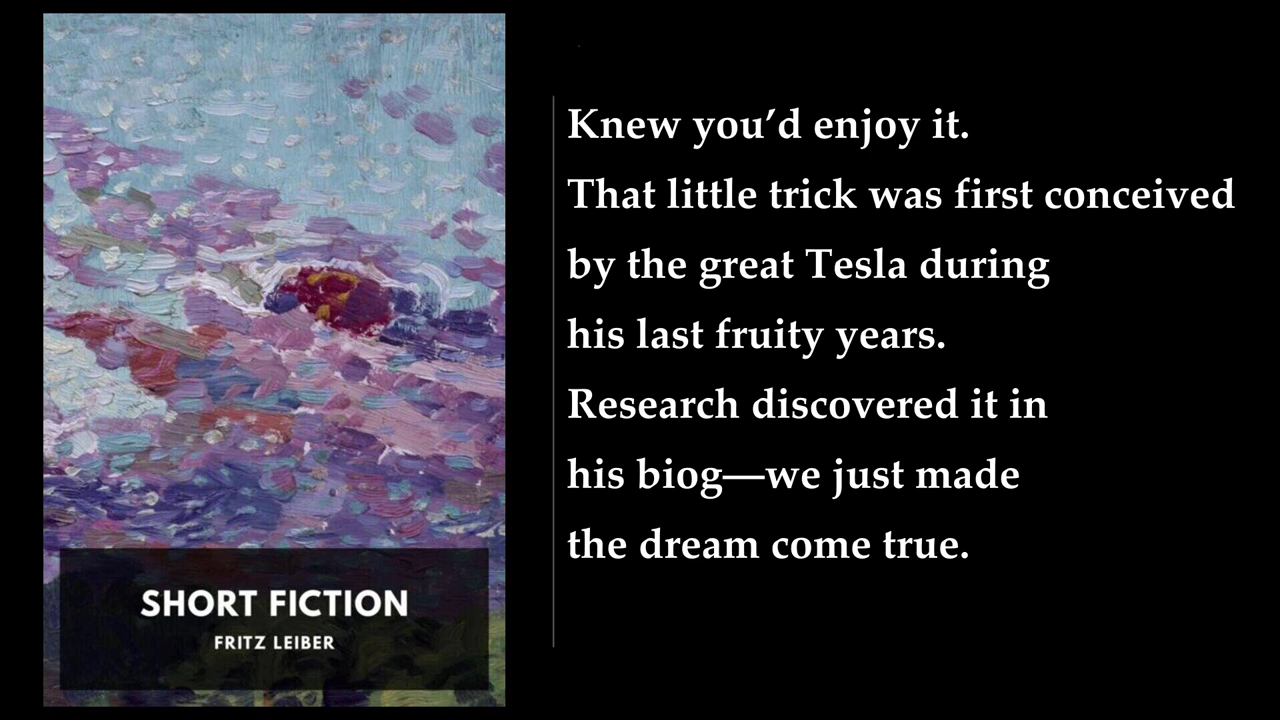 SHORT FICTION
FRITZ LEIBER
Knew you’d enjoy it.
That little trick was first conceived
by the great Tesla during
his last fruity years.
Research discovered it in
his biog—we just made
the dream come true.